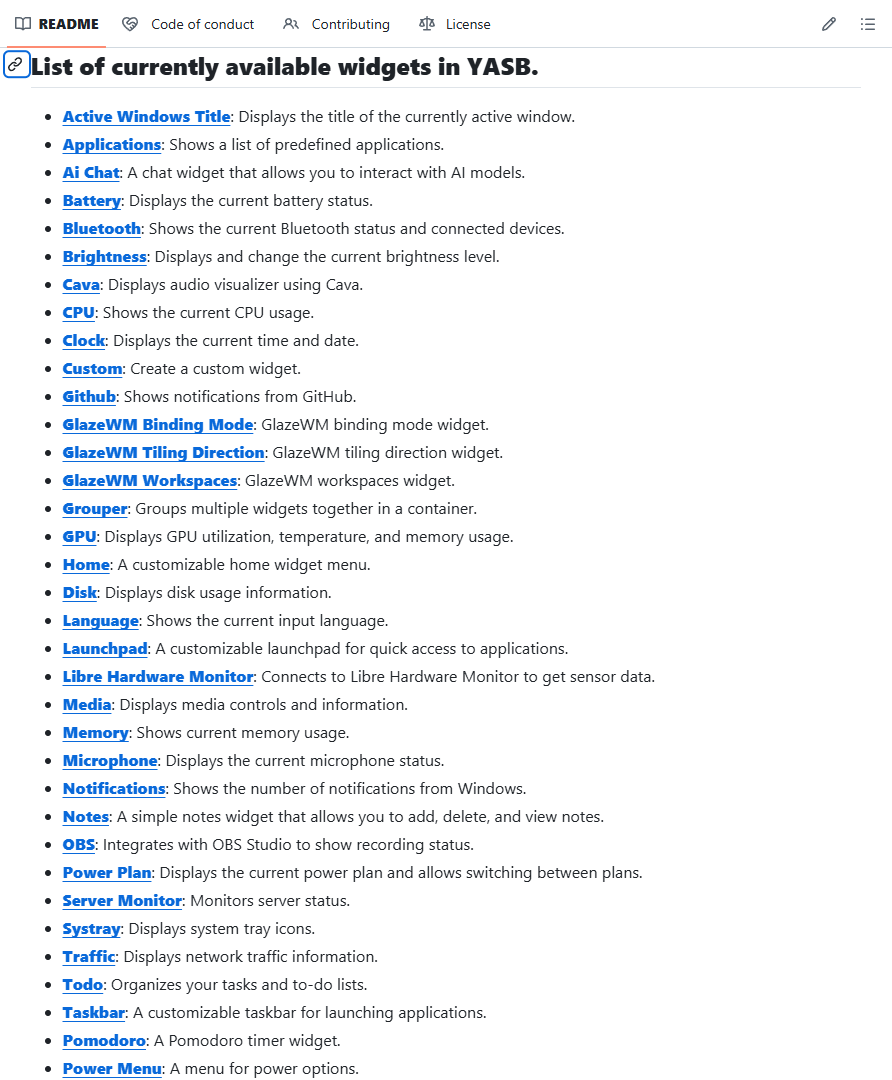 README Code of conduct Contributing License
List of currently available widgets in YASB.
Active Windows Title: Displays the title of the currently active window.
Applications: Shows a list of predefined applications.
Ai Chat: A chat widget that allows you to interact with AI models.
Battery: Displays the current battery status.
Bluetooth: Shows the current Bluetooth status and connected devices.
Brightness: Displays and change the current brightness level.
Cava: Displays audio visualizer using Cava.
CPU: Shows the current CPU usage.
Clock: Displays the current time and date.
Custom: Create a custom widget.
Github: Shows notifications from GitHub.
GlazeWM Binding Mode: GlazeWM binding mode widget.
GlazeWM Tiling Direction: GlazeWM tiling direction widget.
GlazeWM Workspaces: GlazeWM workspaces widget.
Grouper: Groups multiple widgets together in a container.
GPU: Displays GPU utilization, temperature, and memory usage.
Home: A customizable home widget menu.
Disk: Displays disk usage information.
Language: Shows the current input language.
Launchpad: A customizable launchpad for quick access to applications.
Libre Hardware Monitor: Connects to Libre Hardware Monitor to get sensor data.
Media: Displays media controls and information.
Memory: Shows current memory usage.
Microphone: Displays the current microphone status.
Notifications: Shows the number of notifications from Windows.
Notes: A simple notes widget that allows you to add, delete, and view notes.
OBS: Integrates with OBS Studio to show recording status.
Power Plan: Displays the current power plan and allows switching between plans.
Server Monitor: Monitors server status.
Systray: Displays system tray icons.
Traffic: Displays network traffic information.
Todo: Organizes your tasks and to-do lists.
Taskbar: A customizable taskbar for launching applications.
Pomodoro: A Pomodoro timer widget.
Power Menu: A menu for power options.